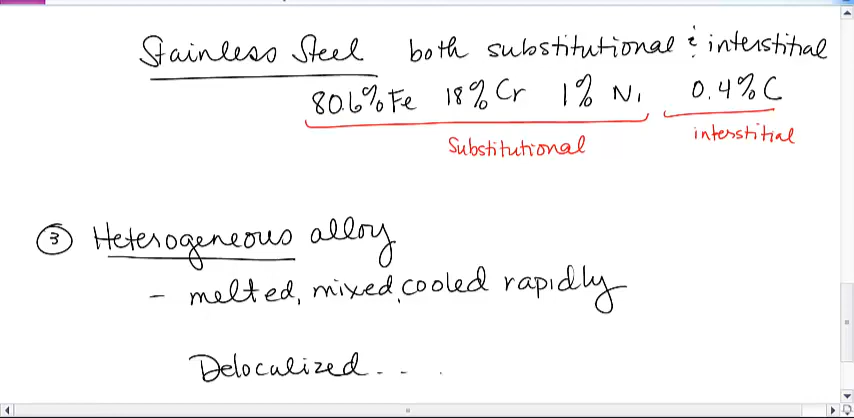 Stainless Steel both substitutional & interstitial
80.6% Fe 18% Cr 1% Ni 0.4% C
Substitutional interstitial
③ Heterogeneous alloy
- melted, mixed, cooled rapidly
Delocalized...